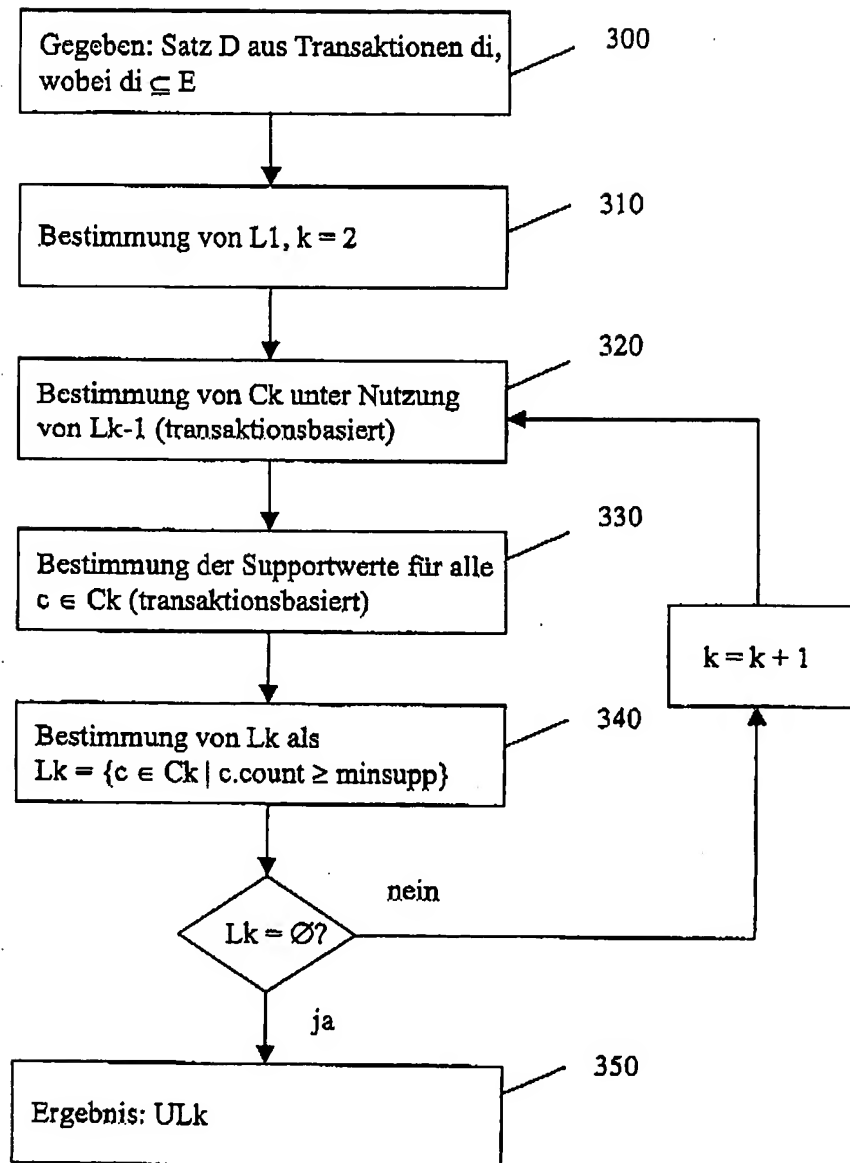 Gegeben: Satz D aus Transaktionen di,
wobei di ⊆ E
300
Bestimmung von L1, k = 2
310
Bestimmung von Ck unter Nutzung
von Lk-1 (transaktionsbasiert)
320
Bestimmung der Supportwerte für alle
c ∈ Ck (transaktionsbasiert)
330
k = k + 1
Bestimmung von Lk als
Lk = {c ∈ Ck | c.count ≥ minsupp}
340
Lk = Ø?
nein
ja
Ergebnis: ULk
350